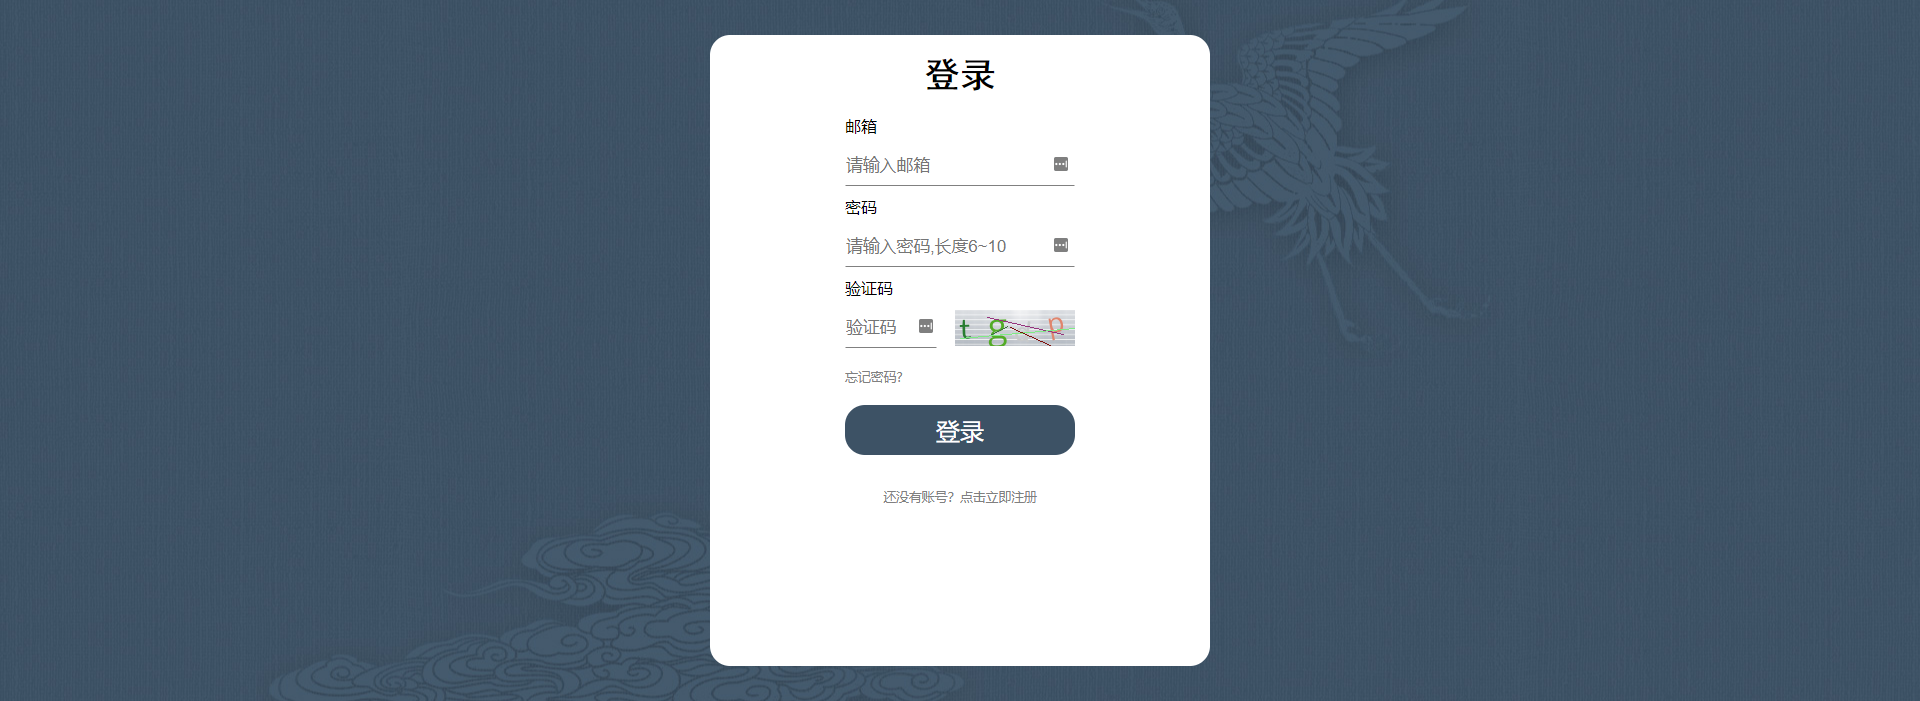 登录
邮箱
请输入邮箱
密码
请输入密码,长度6~10
验证码
验证码
忘记密码?
登录
还没有账号？点击立即注册